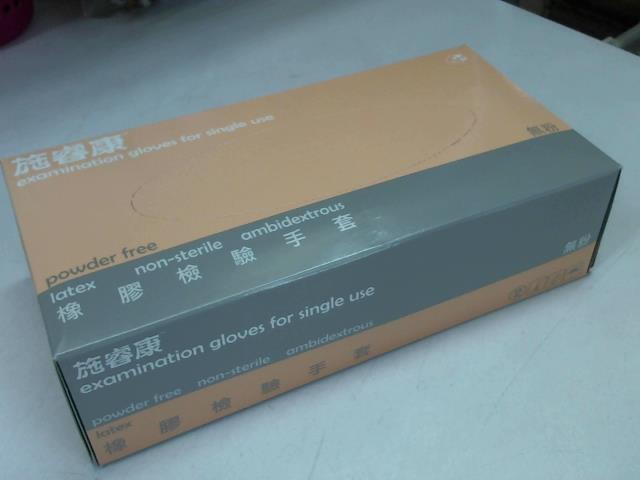 施睿康
examination gloves for single use
無粉
powder free
latex non-sterile ambidextrous
橡膠檢驗手套
無粉
施睿康
examination gloves for single use
powder free non-sterile ambidextrous
latex
橡膠檢驗手套